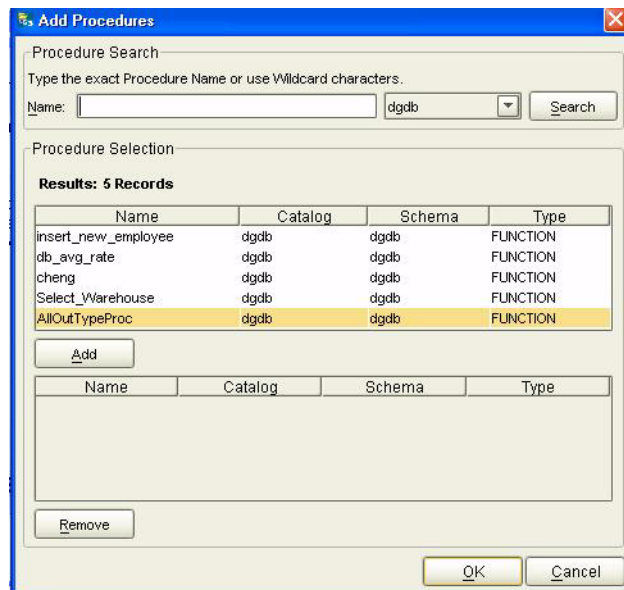 Add Procedures
Procedure Search
Type the exact Procedure Name or use Wildcard characters.
Name: dgdb Search
Procedure Selection
Results: 5 Records
Name Catalog Schema Type
insert_new_employee dgdb dgdb FUNCTION
db_avg_rate dgdb dgdb FUNCTION
cheng dgdb dgdb FUNCTION
Select_Warehouse dgdb dgdb FUNCTION
AllOutTypeProc dgdb dgdb FUNCTION
Add
Name Catalog Schema Type
Remove
OK Cancel